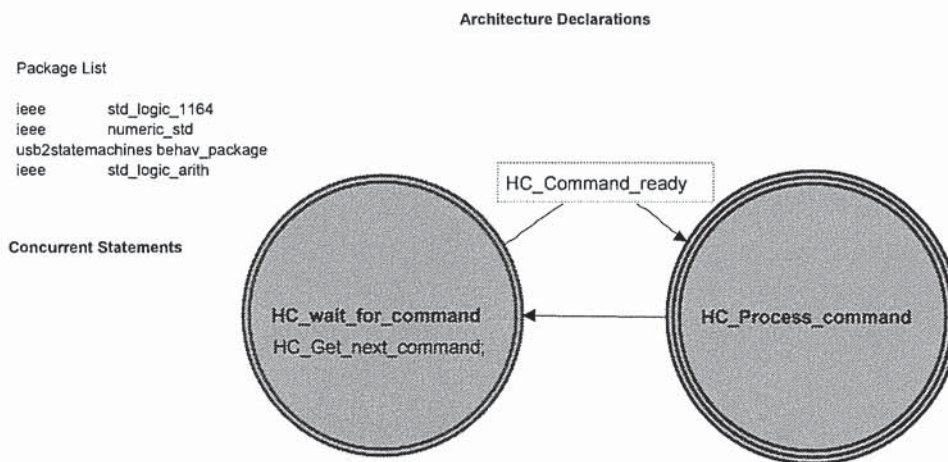 Architecture Declarations
Package List
ieee std_logic_1164
ieee numeric_std
usb2statemachines behav_package
ieee std_logic_arith
HC_Command_ready
Concurrent Statements
HC_wait_for_command
HC_Get_next_command;
HC_Process_command